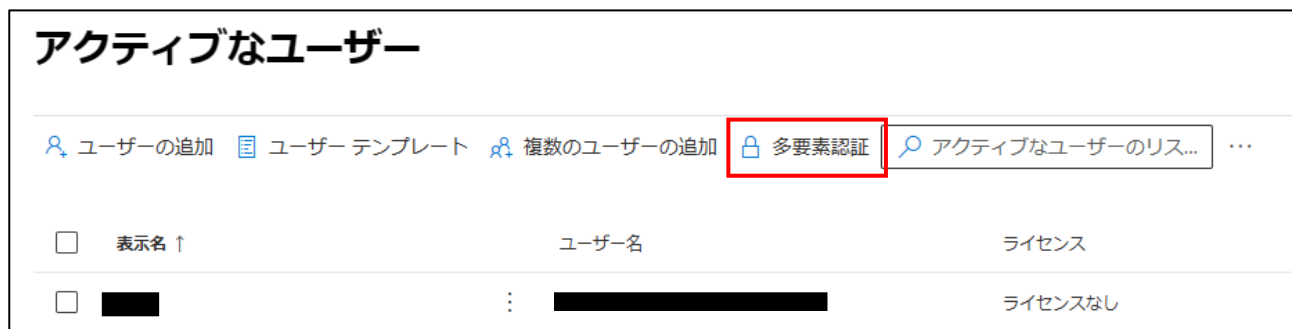 アクティブなユーザー
ユーザーの追加 ユーザー テンプレート 複数のユーザーの追加 多要素認証 アクティブなユーザーのリス... ...
表示名 ↑ ユーザー名 ライセンス
ライセンスなし